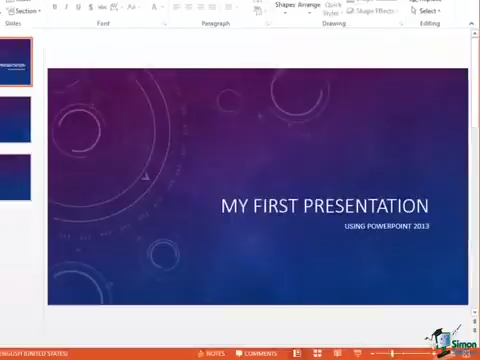 Section
Shapes Arrange
Quick
Styles
Shape Effects
Select
Slides
Font
Paragraph
Drawing
Editing
MY FIRST PRESENTATION
USING POWERPOINT 2013
ENGLISH (UNITED STATES)
NOTES
COMMENTS
Simon